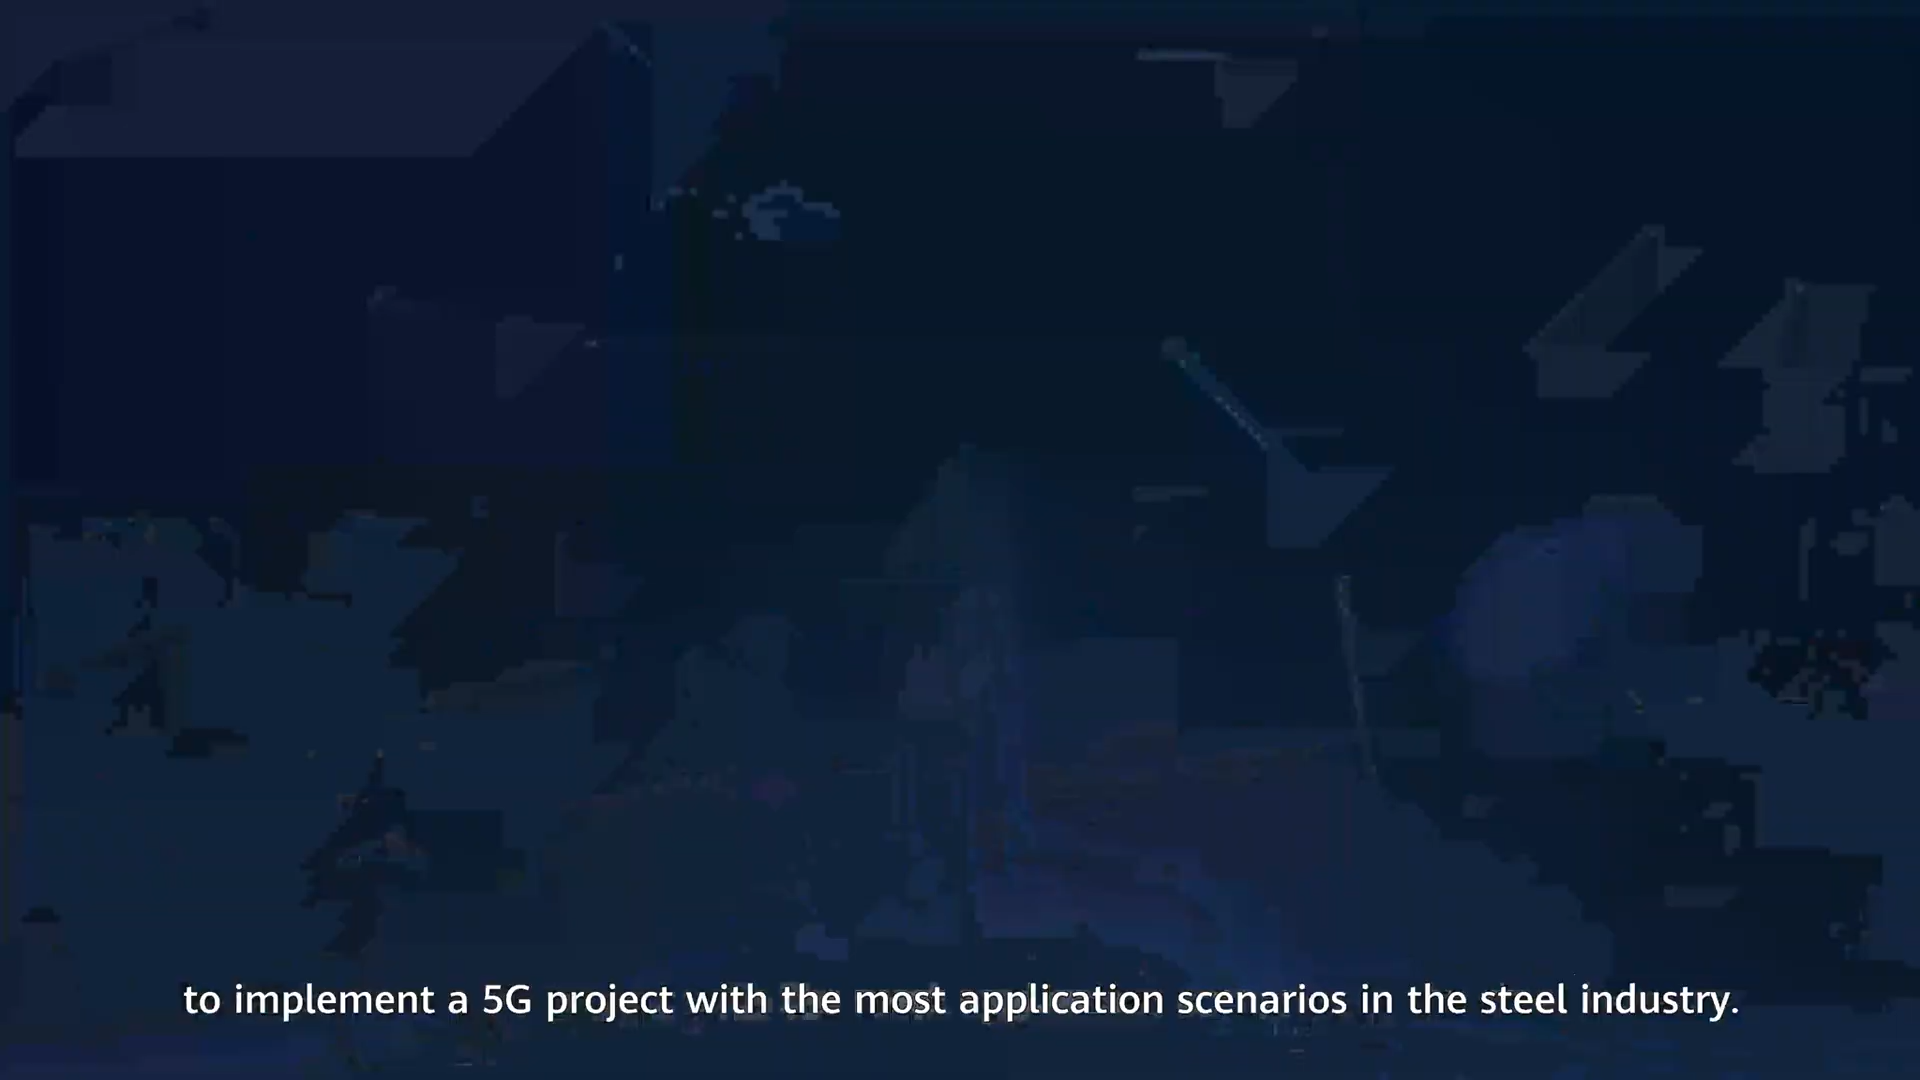 to implement a 5G project with the most application scenarios in the steel industry.